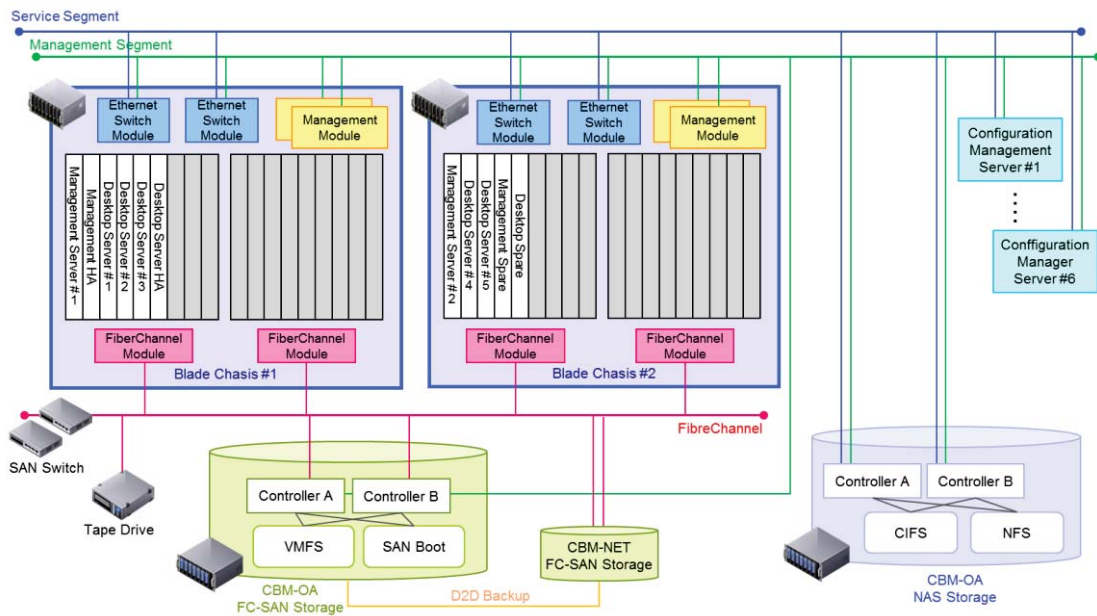 Service Segment
Management Segment
Ethernet
Switch
Module
Ethernet
Switch
Module
Management
Module
Management Server #1
Management HA
Desktop Server #1
Desktop Server #2
Desktop Server #3
Desktop Server HA
FiberChannel
Module
FiberChannel
Module
Blade Chasis #1
Ethernet
Switch
Module
Ethernet
Switch
Module
Management
Module
Management Server #2
Desktop Server #4
Desktop Server #5
Management Spare
Desktop Spare
FiberChannel
Module
FiberChannel
Module
Blade Chasis #2
Configuration
Management
Server #1
Conffiguration
Manager
Server #6
FibreChannel
SAN Switch
Tape Drive
Controller A
Controller B
VMFS
SAN Boot
CBM-OA
FC-SAN Storage
D2D Backup
CBM-NET
FC-SAN Storage
Controller A
Controller B
CIFS
NFS
CBM-OA
NAS Storage